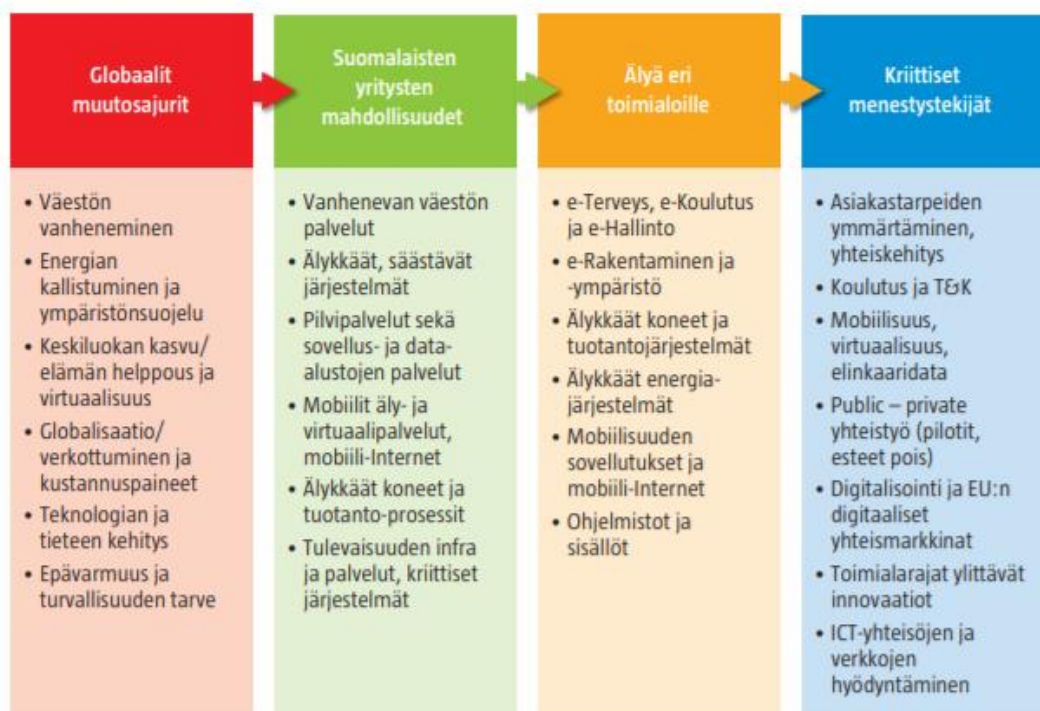 Globaalit
muutosajurit
Suomalaisten
yritysten
mahdollisuudet
Älyä eri
toimialoille
Kriittiset
menestystekijät
• Väestön
vanheneminen
• Energian
kallistuminen ja
ympäristönsuojelu
• Keskiluokan kasvu/
elämän helppous ja
virtuaalisuus
• Globalisaatio/
verkottuminen ja
kustannuspaineet
• Teknologian ja
tieteen kehitys
• Epävarmuus ja
turvallisuuden tarve
• Vanhenevan väestön
palvelut
• Älykkäät, säästävät
järjestelmät
• Pilvipalvelut sekä
sovellus- ja data-
alustojen palvelut
• Mobiilit äly- ja
virtuaalipalvelut,
mobiili-Internet
• Älykkäät koneet ja
tuotanto-prosessit
• Tulevaisuuden infra
ja palvelut, kriittiset
järjestelmät
• e-Terveys, e-Koulutus
ja e-Hallinto
• e-Rakentaminen ja
-ympäristö
• Älykkäät koneet ja
tuotantojärjestelmät
• Älykkäät energia-
järjestelmät
• Mobiilisuuden
sovellutukset ja
mobiili-Internet
• Ohjelmistot ja
sisällöt
• Asiakastarpeiden
ymmärtäminen,
yhteiskehitys
• Koulutus ja T&K
• Mobiilisuus,
virtuaalisuus,
elinkaaridata
• Public – private
yhteistyö (pilotit,
esteet pois)
• Digitalisointi ja EU:n
digitaaliset
yhteismarkkinat
• Toimialarajat ylittävät
innovaatiot
• ICT-yhteisöjen ja
verkkojen
hyödyntäminen